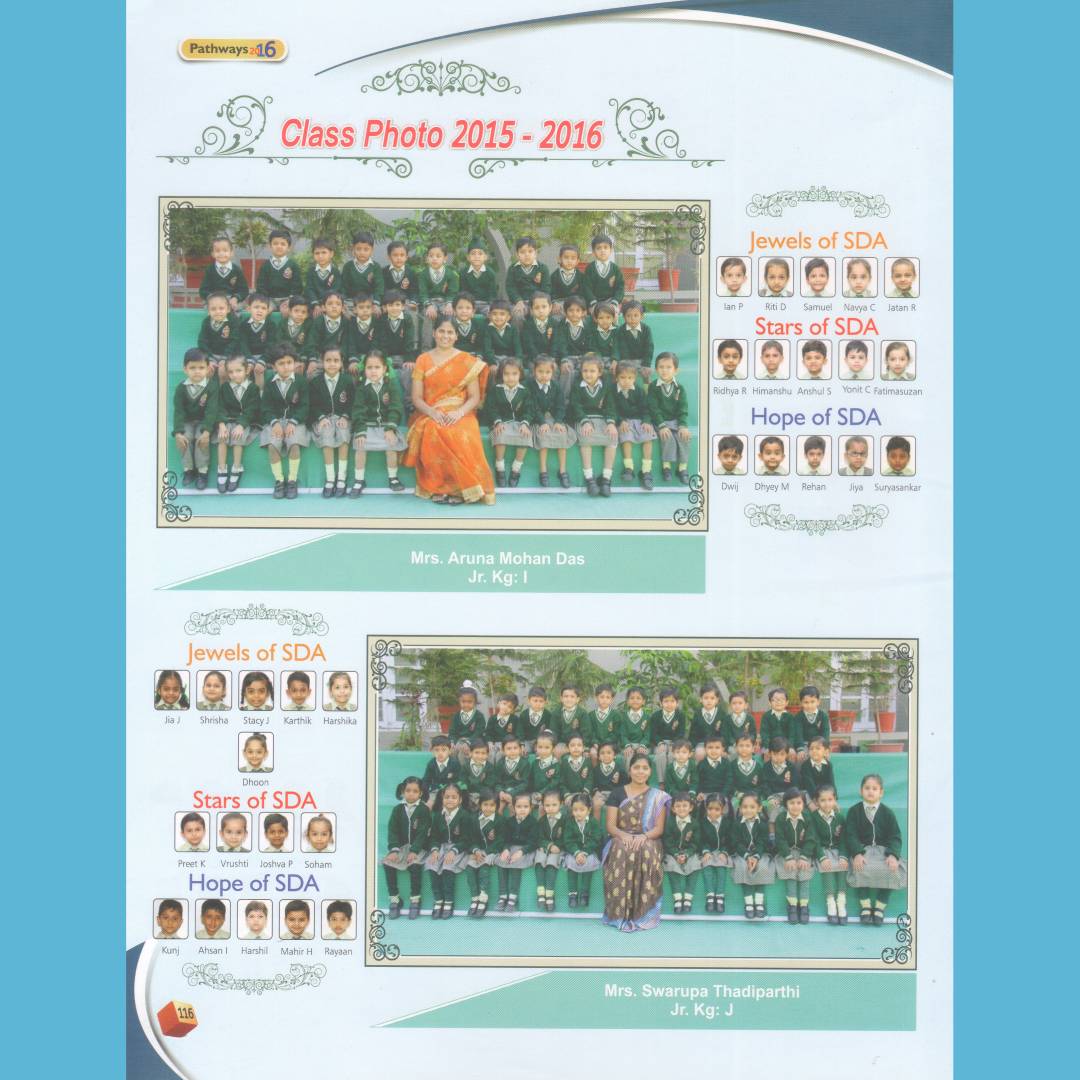 Pathways 2016
Class Photo 2015 - 2016
Jewels of SDA
Ian P Riti D Samuel Navya C Jatan R
Stars of SDA
Ridhya R Himanshu Anshul S Yonit C Fatimasuzan
Hope of SDA
Dwij Dhyey M Rehan Jiya Suryasankar
Mrs. Aruna Mohan Das
Jr. Kg: I
Jewels of SDA
Jia J Shrisha Stacy J Karthik Harshika
Dhoon
Stars of SDA
Preet K Vrushti Joshva P Soham
Hope of SDA
Kunj Ahsan I Harshil Mahir H Rayaan
Mrs. Swarupa Thadiparthi
Jr. Kg: J
116